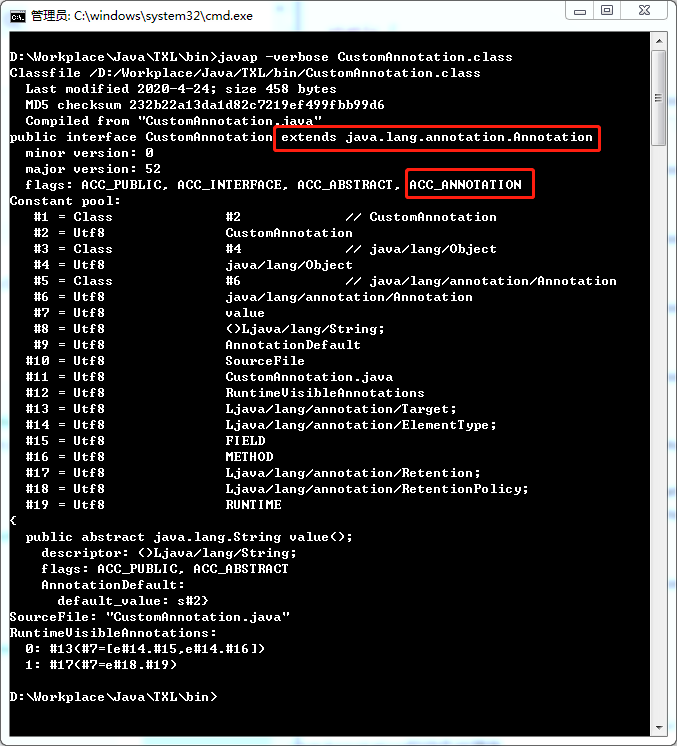 管理员: C:\windows\system32\cmd.exe
D:\Workplace\Java\TXL\bin>javap -verbose CustomAnnotation.class
Classfile /D:/Workplace/Java/TXL/bin/CustomAnnotation.class
  Last modified 2020-4-24; size 458 bytes
  MD5 checksum 232b22a13da1d82c7219ef499fbb99d6
  Compiled from "CustomAnnotation.java"
public interface CustomAnnotation extends java.lang.annotation.Annotation
  minor version: 0
  major version: 52
  flags: ACC_PUBLIC, ACC_INTERFACE, ACC_ABSTRACT, ACC_ANNOTATION
Constant pool:
   #1 = Class              #2             // CustomAnnotation
   #2 = Utf8               CustomAnnotation
   #3 = Class              #4             // java/lang/Object
   #4 = Utf8               java/lang/Object
   #5 = Class              #6             // java/lang/annotation/Annotation
   #6 = Utf8               java/lang/annotation/Annotation
   #7 = Utf8               value
   #8 = Utf8               ()Ljava/lang/String;
   #9 = Utf8               AnnotationDefault
  #10 = Utf8               SourceFile
  #11 = Utf8               CustomAnnotation.java
  #12 = Utf8               RuntimeVisibleAnnotations
  #13 = Utf8               Ljava/lang/annotation/Target;
  #14 = Utf8               Ljava/lang/annotation/ElementType;
  #15 = Utf8               FIELD
  #16 = Utf8               METHOD
  #17 = Utf8               Ljava/lang/annotation/Retention;
  #18 = Utf8               Ljava/lang/annotation/RetentionPolicy;
  #19 = Utf8               RUNTIME
{
  public abstract java.lang.String value();
    descriptor: ()Ljava/lang/String;
    flags: ACC_PUBLIC, ACC_ABSTRACT
    AnnotationDefault:
      default_value: s#2}
SourceFile: "CustomAnnotation.java"
RuntimeVisibleAnnotations:
  0: #13(#7=[e#14.#15,e#14.#16])
  1: #17(#7=e#18.#19)
D:\Workplace\Java\TXL\bin>